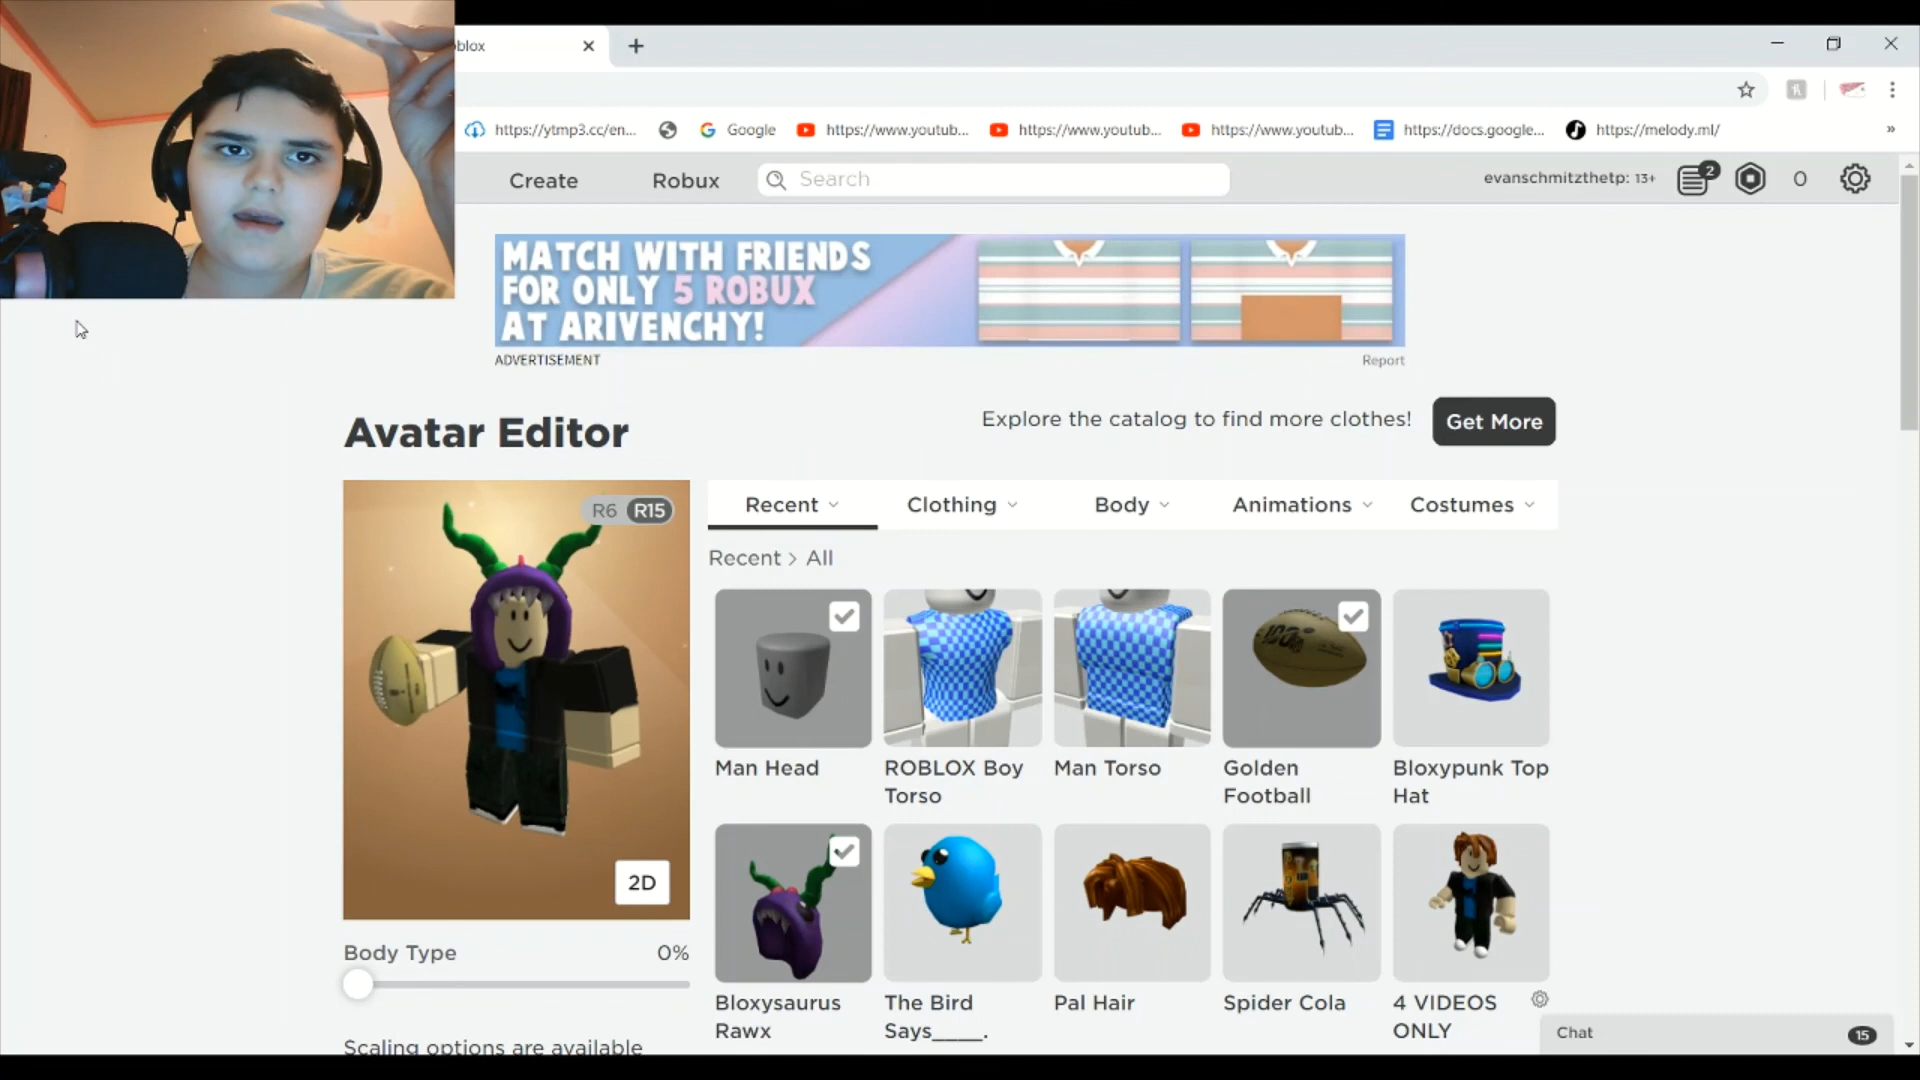 blox
https://ytmp3.cc/en...
Google
https://www.youtub...
https://www.youtub...
https://www.youtub...
https://docs.google...
https://melody.ml/
»
Create
Robux
Search
evanschmitzthetp: 13+
2
0
MATCH WITH FRIENDS
FOR ONLY 5 ROBUX
AT ARIVENCHY!
ADVERTISEMENT
Report
Avatar Editor
Explore the catalog to find more clothes!
Get More
R6 R15
2D
Body Type 0%
Scaling options are available
Recent
Clothing
Body
Animations
Costumes
Recent > All
Man Head
ROBLOX Boy
Torso
Man Torso
Golden
Football
Bloxypunk Top
Hat
Bloxysaurus
Rawx
The Bird
Says____.
Pal Hair
Spider Cola
4 VIDEOS
ONLY
Chat
15